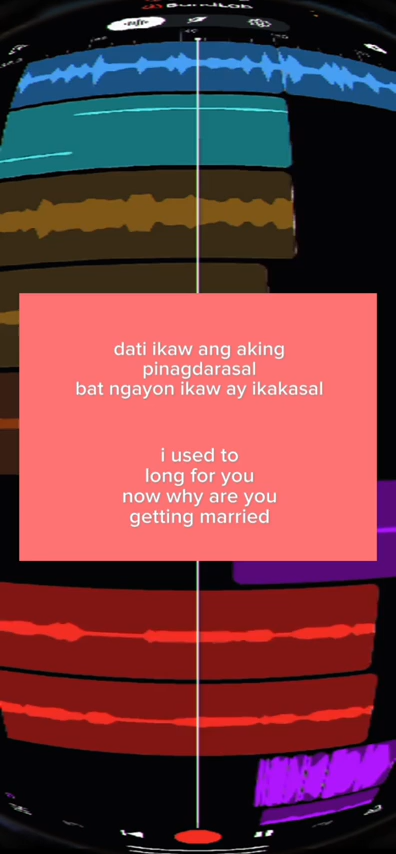 BandLab
dati ikaw ang aking
pinagdarasal
bat ngayon ikaw ay ikakasal
i used to
long for you
now why are you
getting married